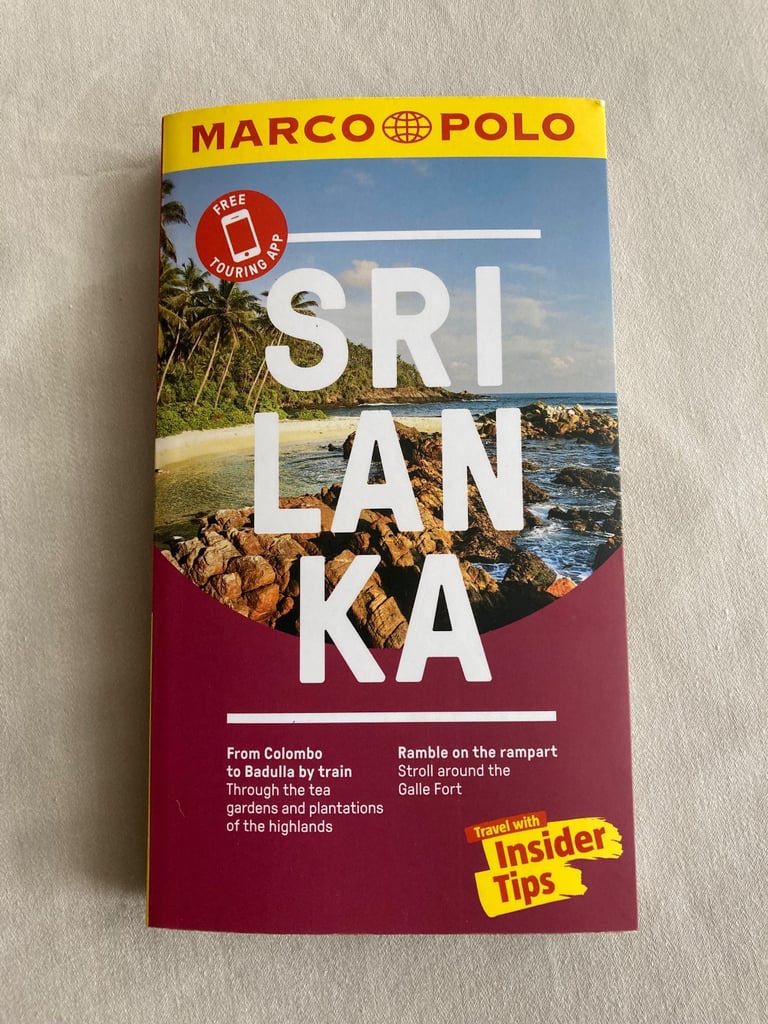 MARCO POLO
FREE
TOURING APP
SRI
LAN
KA
From Colombo
to Badulla by train
Through the tea
gardens and plantations
of the highlands
Ramble on the rampart
Stroll around the
Galle Fort
Travel with
Insider
Tips